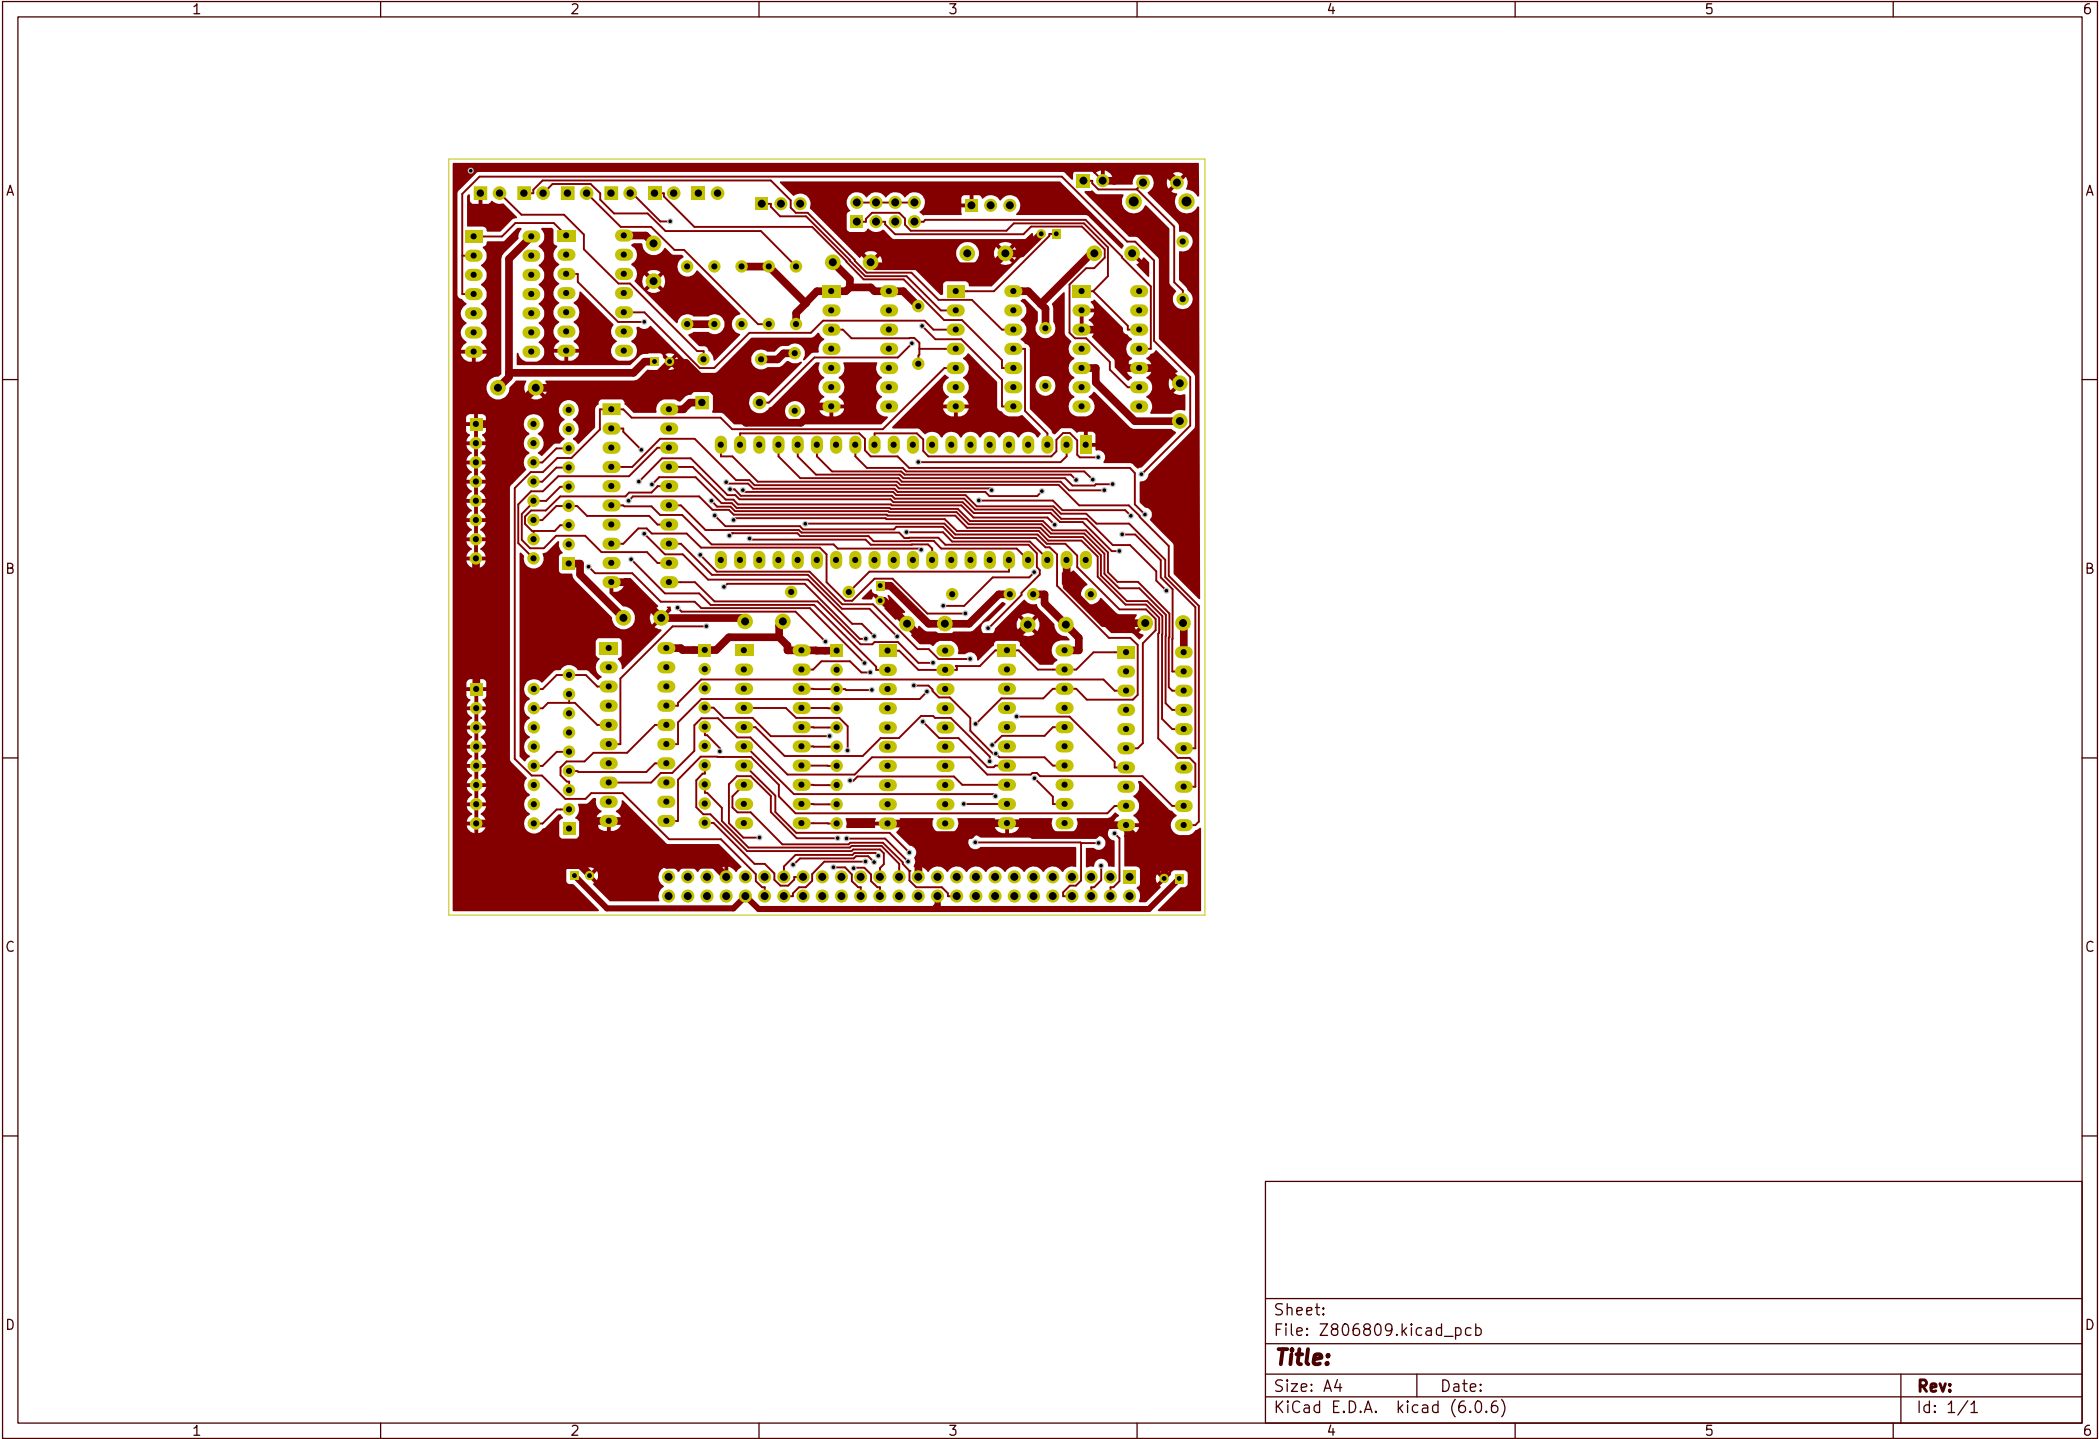 1 2 3 4 5 6
A A
B B
C C
D D
Sheet:
File: Z806809.kicad_pcb
Title:
Size: A4 Date: Rev:
KiCad E.D.A. kicad (6.0.6) Id: 1/1
1 2 3 4 5 6